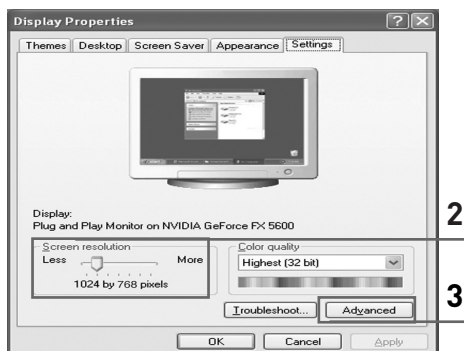 Display Properties
Themes Desktop Screen Saver Appearance Settings
Display:
Plug and Play Monitor on NVIDIA GeForce FX 5600
Screen resolution
Less More
1024 by 768 pixels
Color quality
Highest (32 bit)
2
Troubleshoot... Advanced
3
OK Cancel Apply